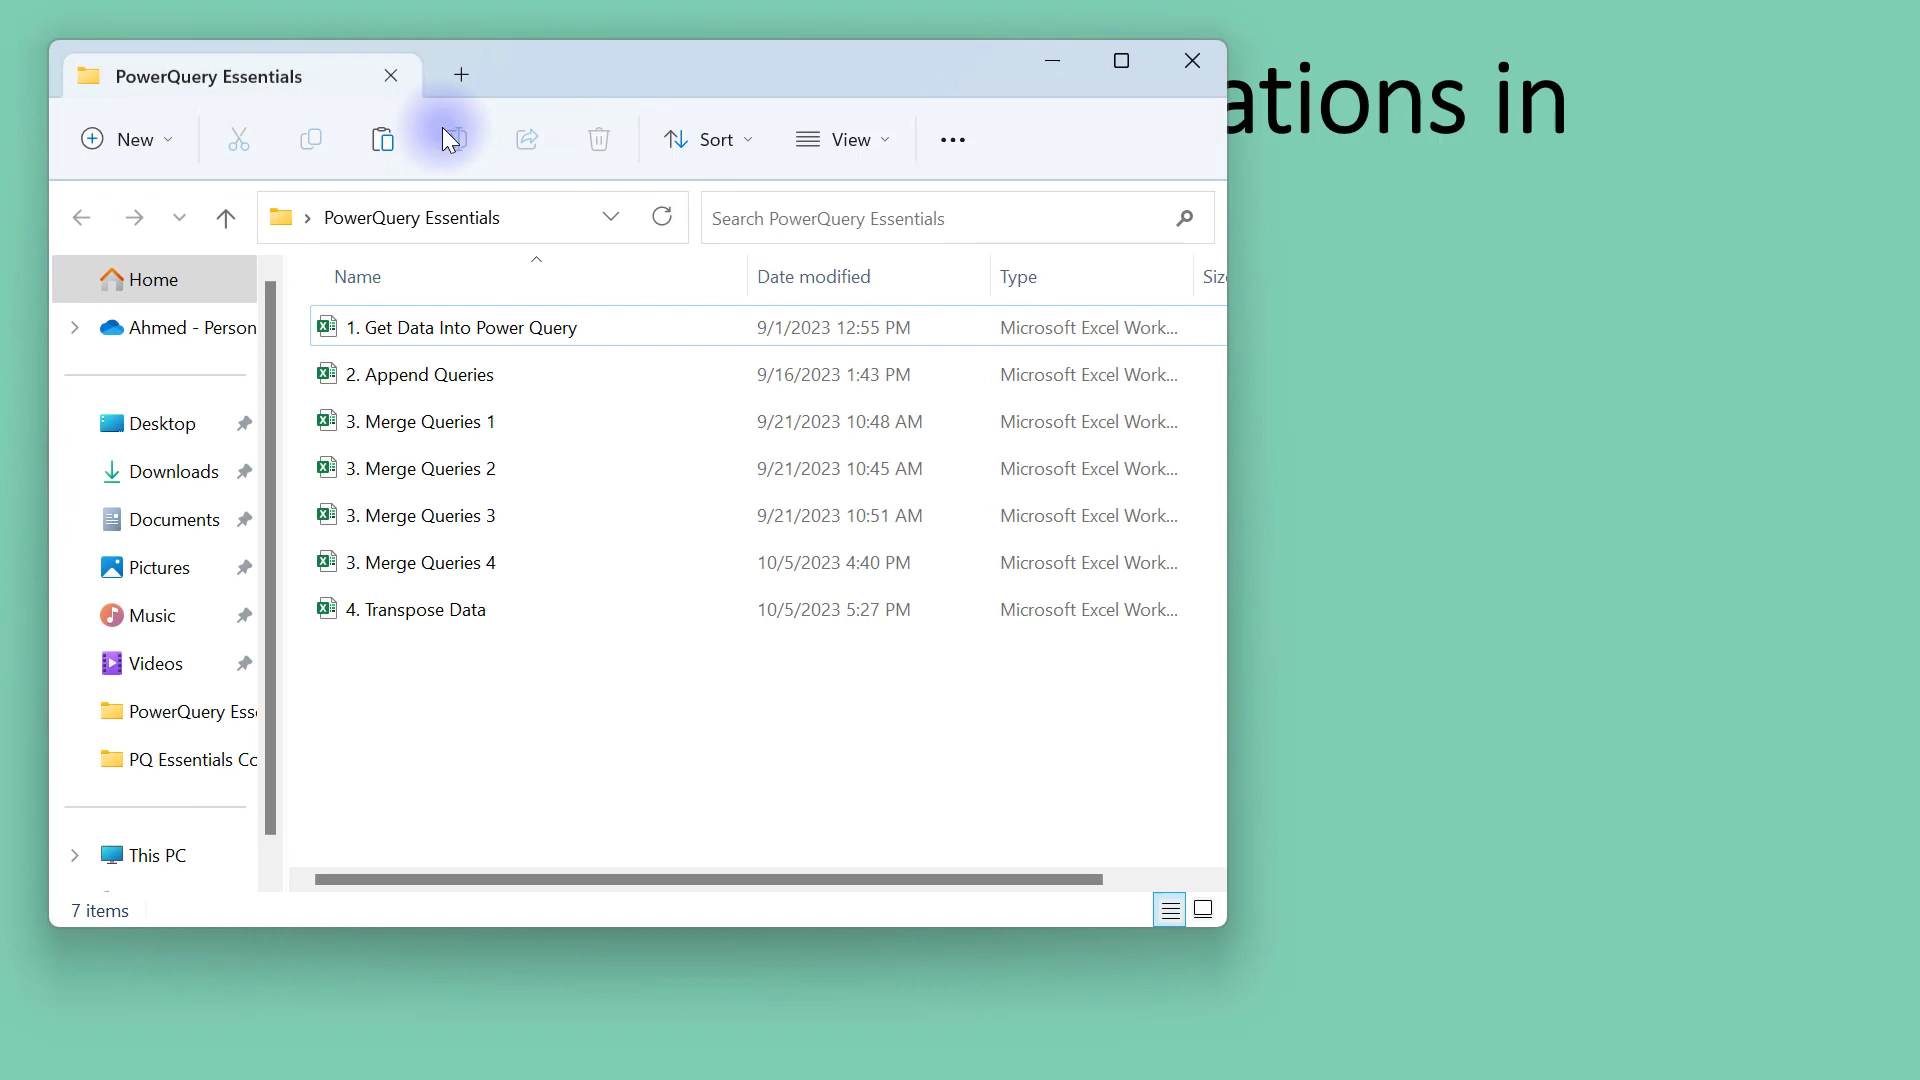 PowerQuery Essentials
ations in
New
Sort
View
PowerQuery Essentials
Search PowerQuery Essentials
Home
Ahmed - Person
Desktop
Downloads
Documents
Pictures
Music
Videos
PowerQuery Ess
PQ Essentials Co
This PC
Name Date modified Type Siz
1. Get Data Into Power Query 9/1/2023 12:55 PM Microsoft Excel Work...
2. Append Queries 9/16/2023 1:43 PM Microsoft Excel Work...
3. Merge Queries 1 9/21/2023 10:48 AM Microsoft Excel Work...
3. Merge Queries 2 9/21/2023 10:45 AM Microsoft Excel Work...
3. Merge Queries 3 9/21/2023 10:51 AM Microsoft Excel Work...
3. Merge Queries 4 10/5/2023 4:40 PM Microsoft Excel Work...
4. Transpose Data 10/5/2023 5:27 PM Microsoft Excel Work...
7 items